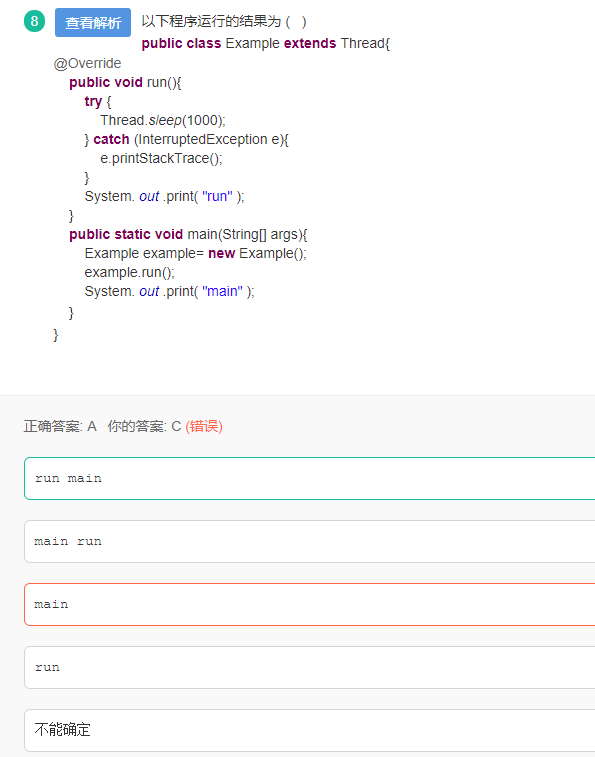 8 查看解析 以下程序运行的结果为 ( )
public class Example extends Thread{
@Override
public void run(){
try {
Thread.sleep(1000);
} catch (InterruptedException e){
e.printStackTrace();
}
System. out .print( "run" );
}
public static void main(String[] args){
Example example= new Example();
example.run();
System. out .print( "main" );
}
}
正确答案: A 你的答案: C (错误)
run main
main run
main
run
不能确定